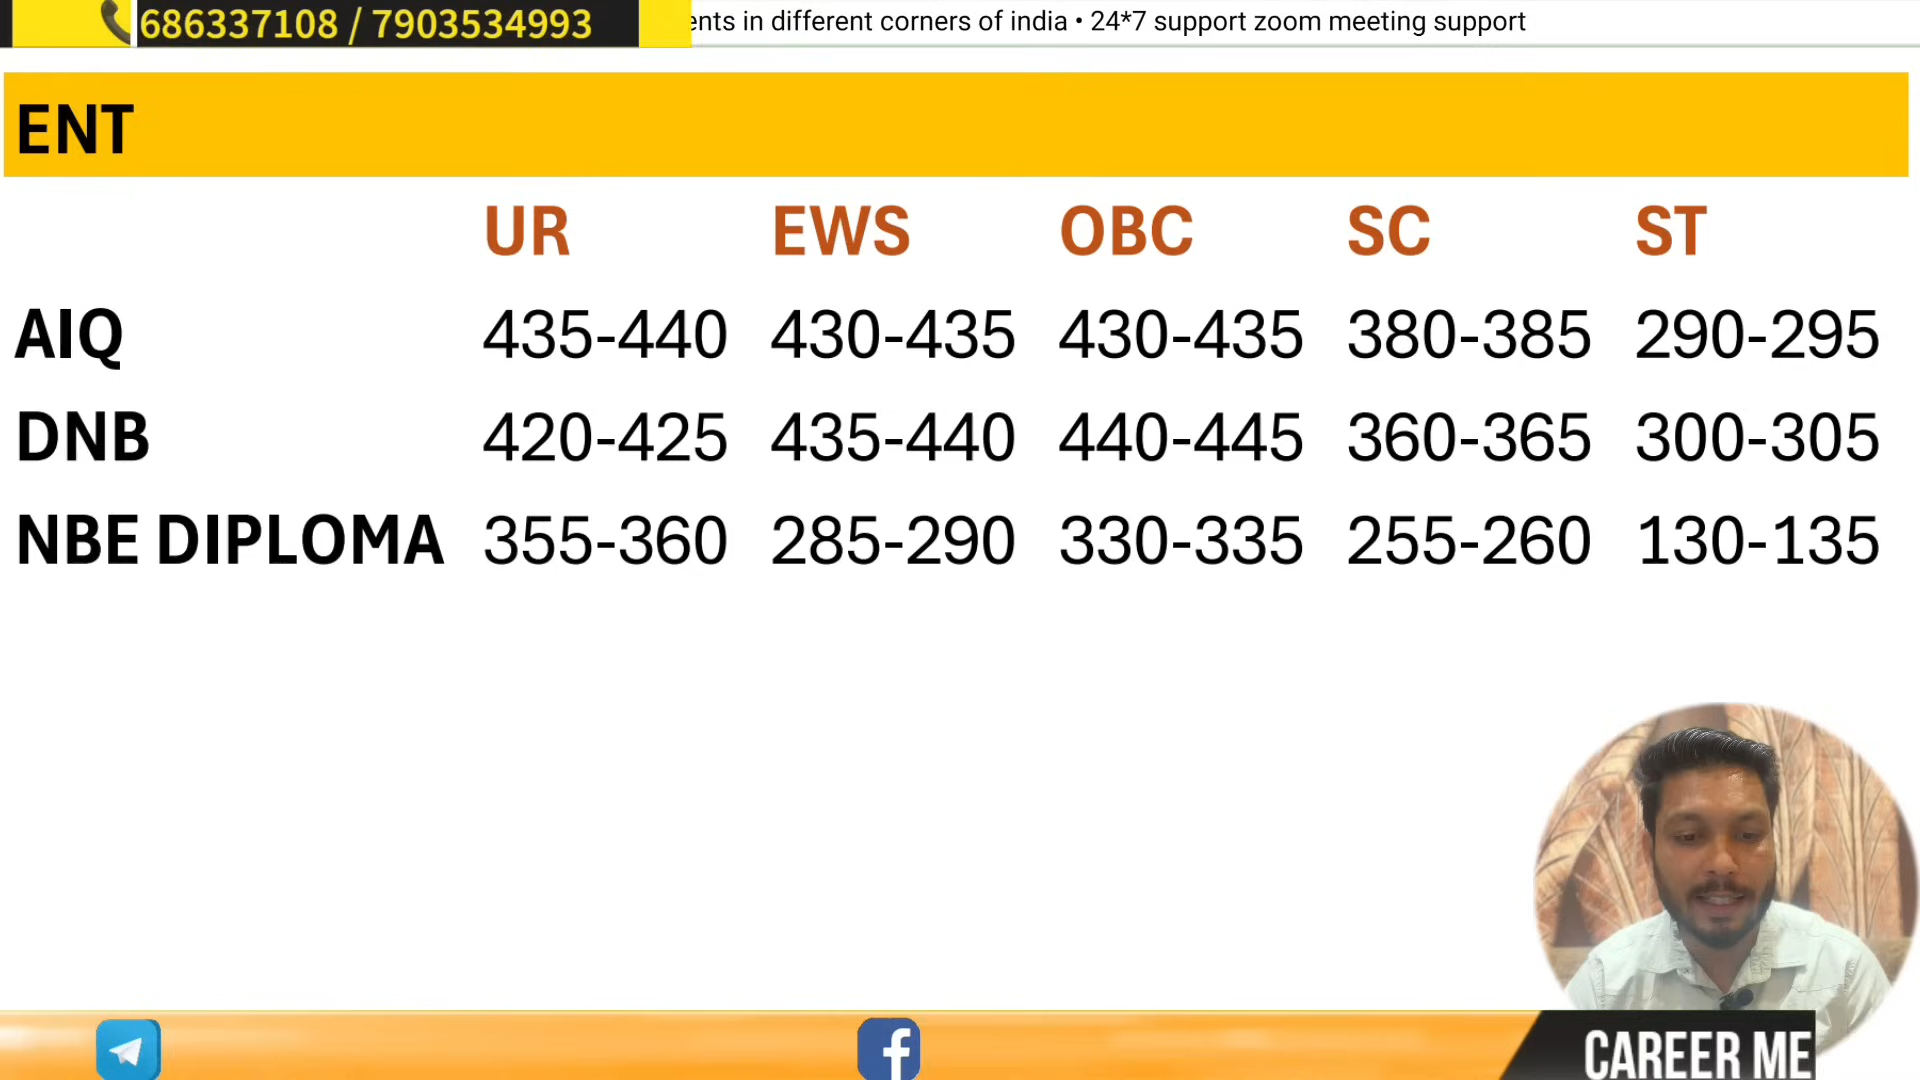 686337108 / 7903534993
in different corners of india • 24*7 support zoom meeting support
ENT
UR EWS OBC SC ST
AIQ 435-440 430-435 430-435 380-385 290-295
DNB 420-425 435-440 440-445 360-365 300-305
NBE DIPLOMA 355-360 285-290 330-335 255-260 130-135
CAREER ME